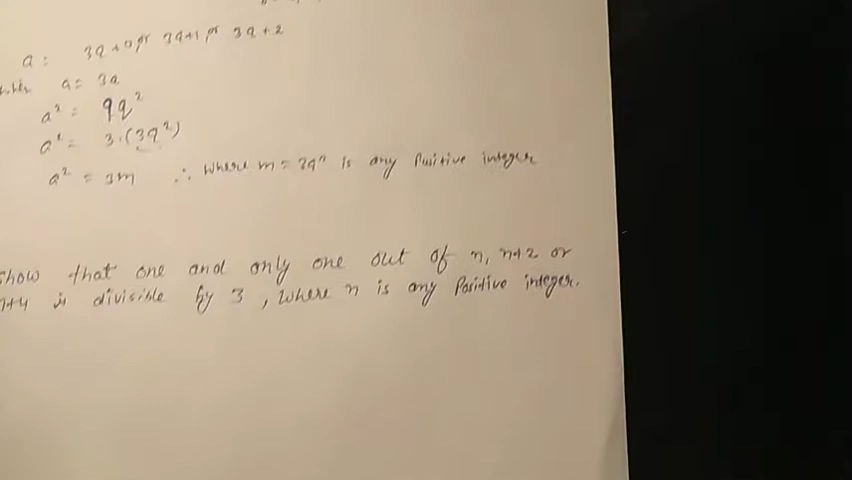 a = 3q+0 or 3q+1 or 3q+2
when a = 3q
a² = 9q²
a² = 3·(3q²)
a² = 3m ∴ where m = 3q² is any Positive integer
Show that one and only one out of n, n+2 or
n+4 is divisible by 3, where n is any Positive integer.